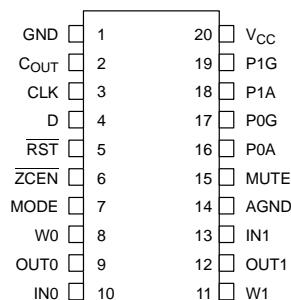 GND 1 20 VCC
COUT 2 19 P1G
CLK 3 18 P1A
D 4 17 P0G
RST 5 16 P0A
ZCEN 6 15 MUTE
MODE 7 14 AGND
W0 8 13 IN1
OUT0 9 12 OUT1
IN0 10 11 W1